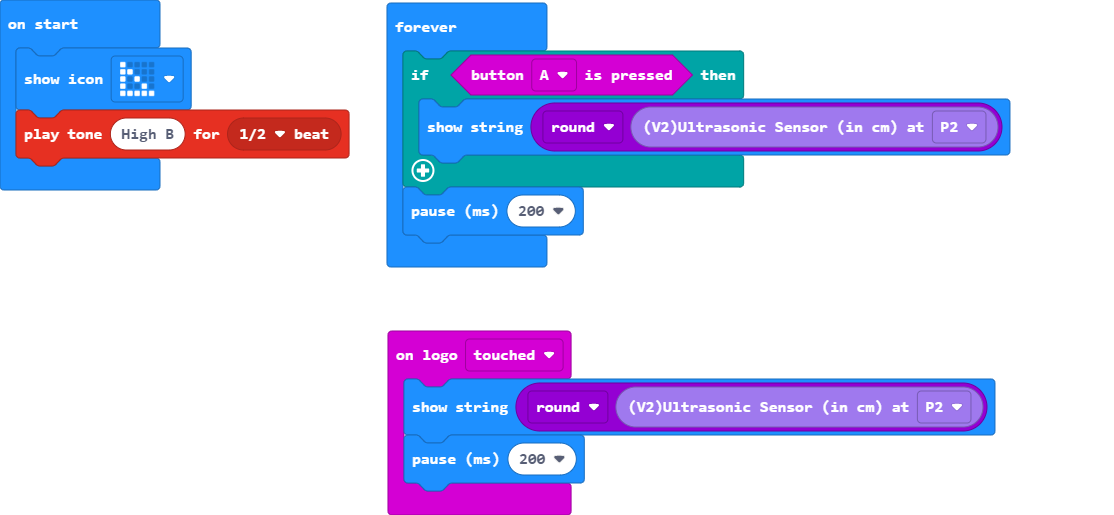 on start
show icon
play tone High B for 1/2 beat
forever
if button A is pressed then
show string round (V2)Ultrasonic Sensor (in cm) at P2
pause (ms) 200
on logo touched
show string round (V2)Ultrasonic Sensor (in cm) at P2
pause (ms) 200